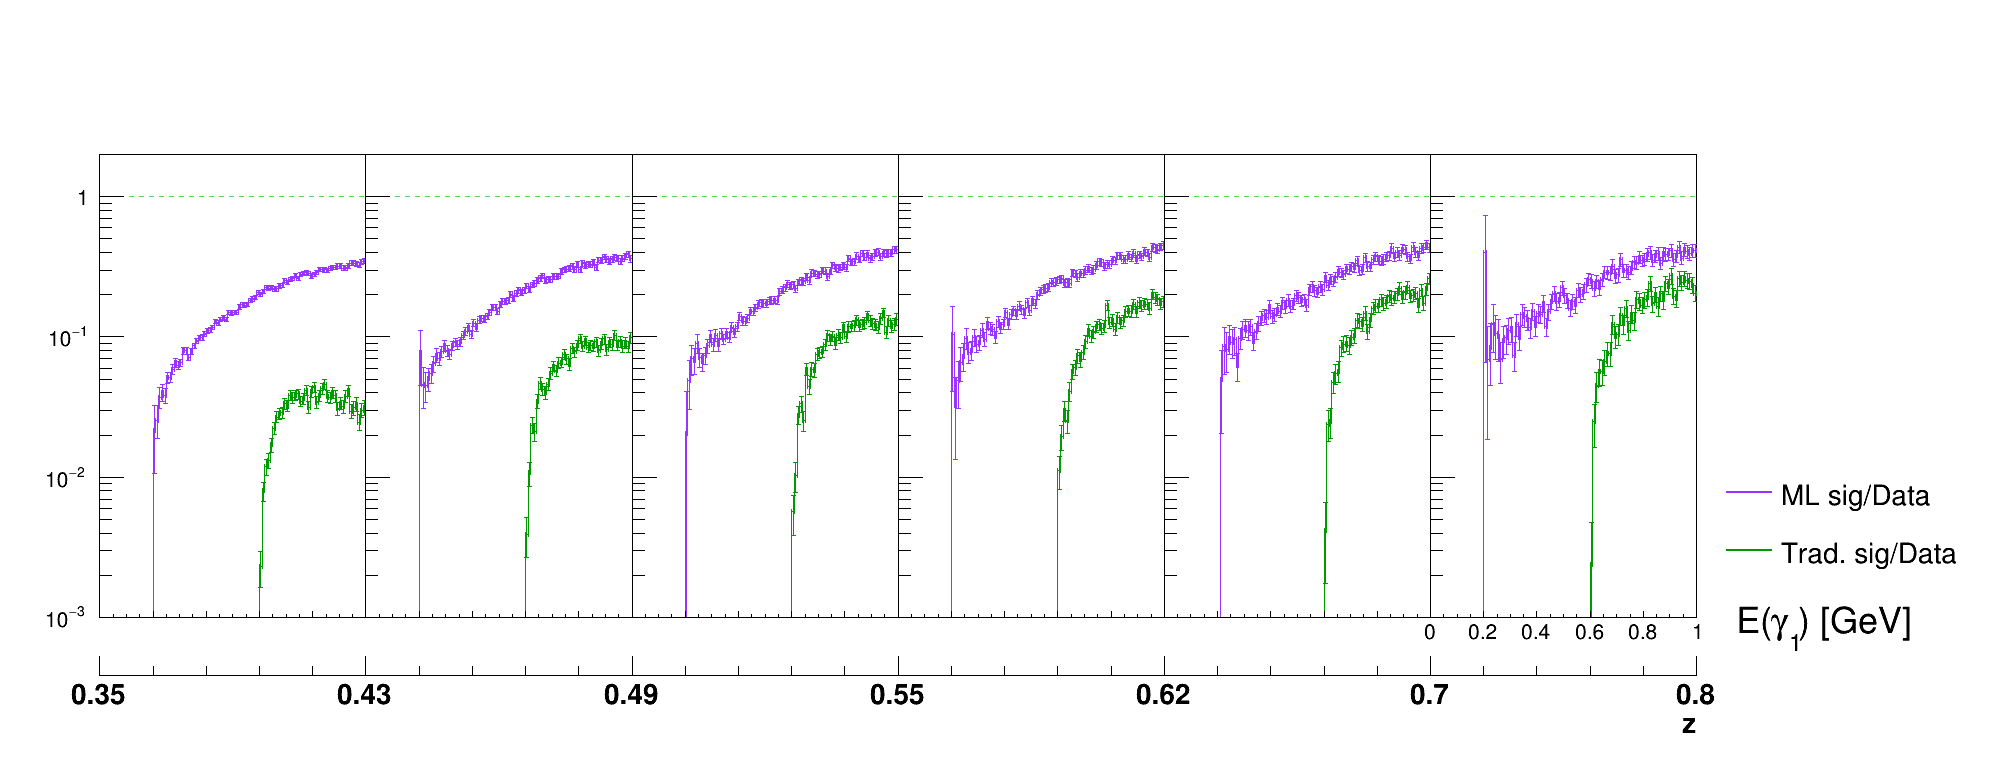 1
10⁻¹
10⁻²
10⁻³
ML sig/Data
Trad. sig/Data
E(γ₁) [GeV]
0 0.2 0.4 0.6 0.8 1
0.35 0.43 0.49 0.55 0.62 0.7 0.8
z